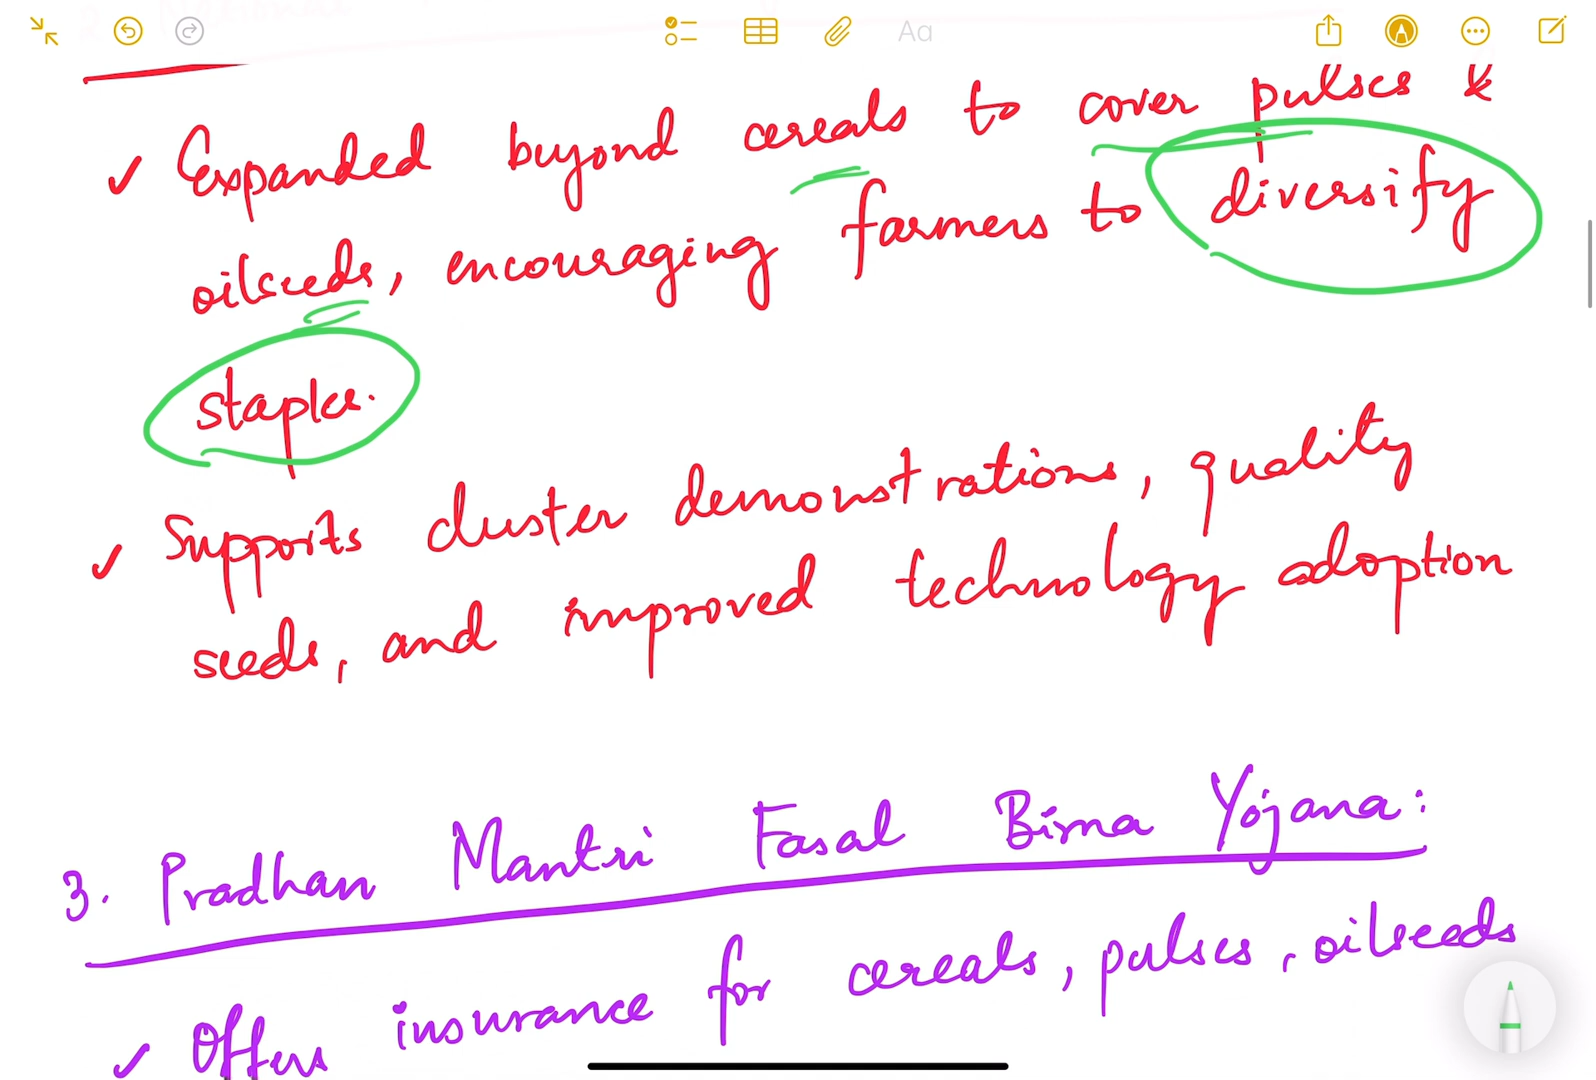 Aa
✓ Expanded beyond cereals to cover pulses &
oilseeds, encouraging farmers to diversify
staples.
✓ Supports cluster demonstrations, quality
seeds, and improved technology adoption
3. Pradhan Mantri Fasal Bima Yojana:
✓ Offers insurance for cereals, pulses, oilseeds